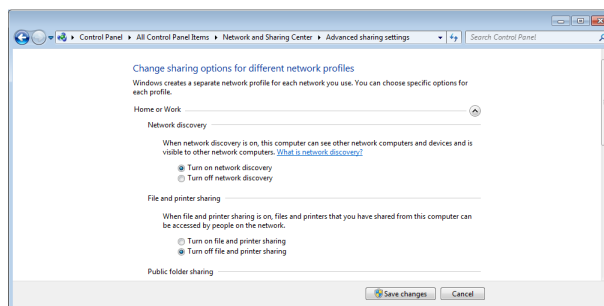 Control Panel ▸ All Control Panel Items ▸ Network and Sharing Center ▸ Advanced sharing settings
Search Control Panel
Change sharing options for different network profiles
Windows creates a separate network profile for each network you use. You can choose specific options for
each profile.
Home or Work
Network discovery
When network discovery is on, this computer can see other network computers and devices and is
visible to other network computers. What is network discovery?
Turn on network discovery
Turn off network discovery
File and printer sharing
When file and printer sharing is on, files and printers that you have shared from this computer can
be accessed by people on the network.
Turn on file and printer sharing
Turn off file and printer sharing
Public folder sharing
Save changes
Cancel